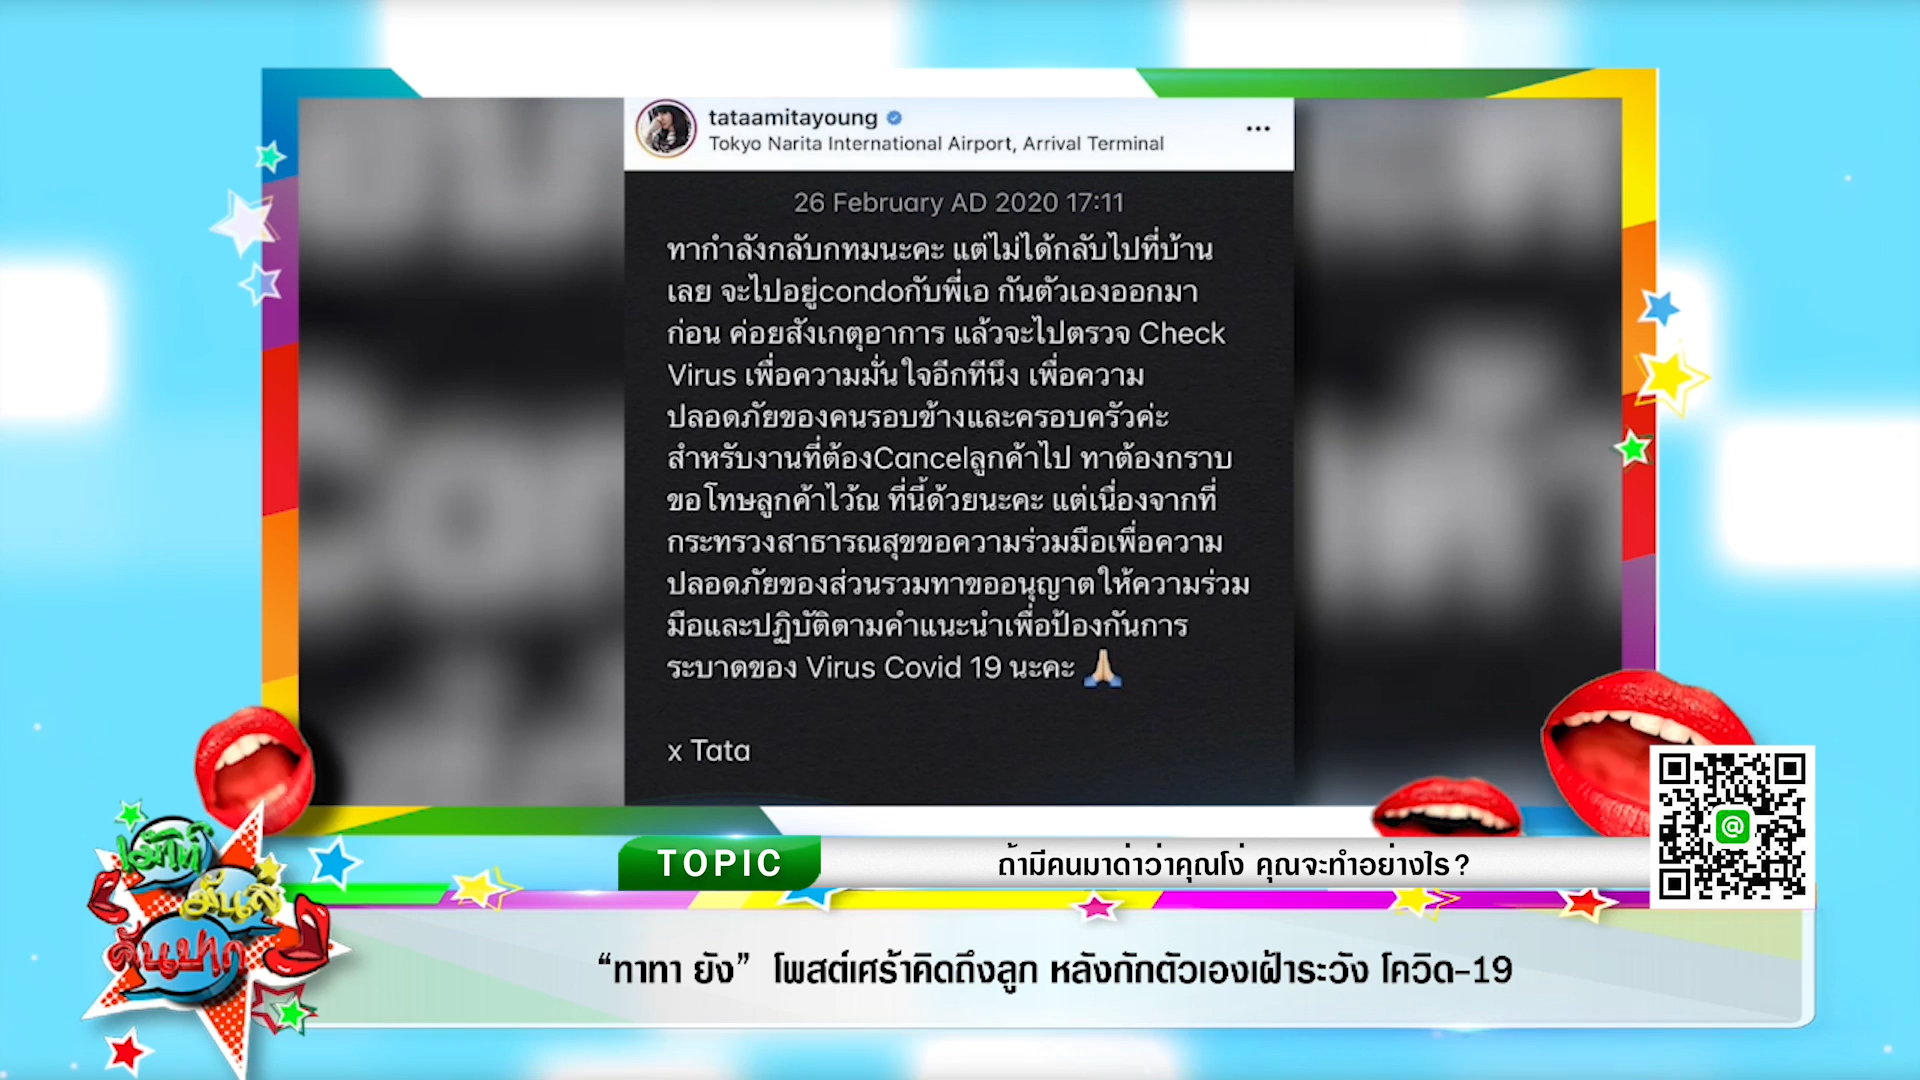 tataamitayoung
Tokyo Narita International Airport, Arrival Terminal
26 February AD 2020 17:11
ทากำลังกลับกทมนะคะ แต่ไม่ได้กลับไปที่บ้าน
เลย จะไปอยู่condoกับพี่เอ กันตัวเองออกมา
ก่อน ค่อยสังเกตุอาการ แล้วจะไปตรวจ Check
Virus เพื่อความมั่นใจอีกทีนึง เพื่อความ
ปลอดภัยของคนรอบข้างและครอบครัวค่ะ
สำหรับงานที่ต้องCancelลูกค้าไป ทาต้องกราบ
ขอโทษลูกค้าไว้ณ ที่นี้ด้วยนะคะ แต่เนื่องจากที่
กระทรวงสาธารณสุขขอความร่วมมือเพื่อความ
ปลอดภัยของส่วนรวมทาขออนุญาตให้ความร่วม
มือและปฏิบัติตามคำแนะนำเพื่อป้องกันการ
ระบาดของ Virus Covid 19 นะคะ 🙏🏼
x Tata
TOPIC
ถ้ามีคนมาด่าว่าคุณโง่ คุณจะทำอย่างไร?
เม้าท์
มันส์
คันปาก
“ทาทา ยัง” โพสต์เศร้าคิดถึงลูก หลังกักตัวเองเฝ้าระวัง โควิด-19